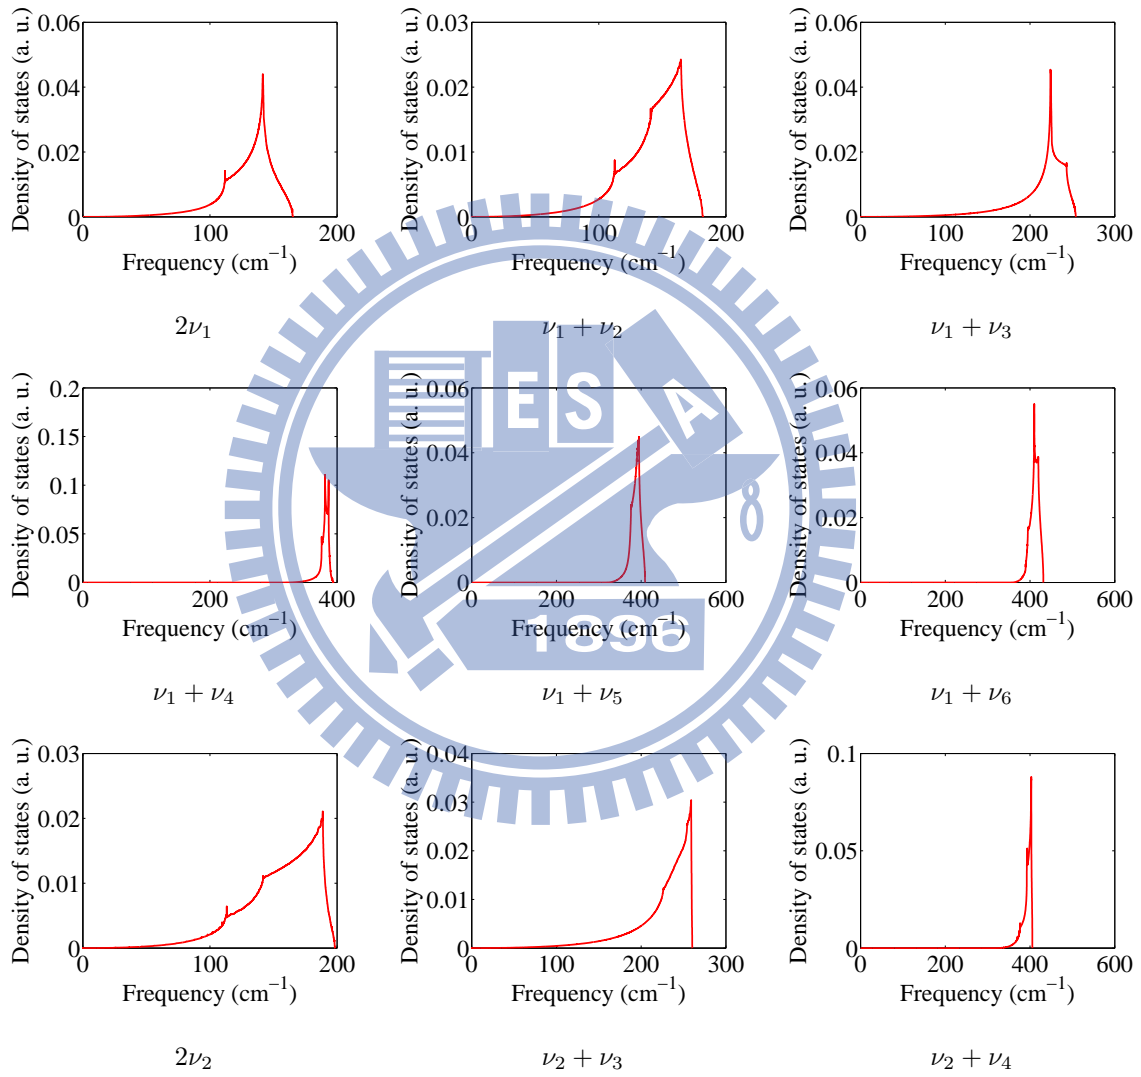 0.06
0.04
0.02
0
0 100 200
Density of states (a. u.)
Frequency (cm⁻¹)
2ν₁
0.03
0.02
0.01
0
0 100 200
Density of states (a. u.)
Frequency (cm⁻¹)
ν₁ + ν₂
0.06
0.04
0.02
0
0 100 200 300
Density of states (a. u.)
Frequency (cm⁻¹)
ν₁ + ν₃
0.2
0.15
0.1
0.05
0
0 200 400
Density of states (a. u.)
Frequency (cm⁻¹)
ν₁ + ν₄
0.06
0.04
0.02
0
0 200 400 600
Density of states (a. u.)
Frequency (cm⁻¹)
ν₁ + ν₅
0.06
0.04
0.02
0
0 200 400 600
Density of states (a. u.)
Frequency (cm⁻¹)
ν₁ + ν₆
0.03
0.02
0.01
0
0 100 200
Density of states (a. u.)
Frequency (cm⁻¹)
2ν₂
0.04
0.03
0.02
0.01
0
0 100 200 300
Density of states (a. u.)
Frequency (cm⁻¹)
ν₂ + ν₃
0.1
0.05
0
0 200 400 600
Density of states (a. u.)
Frequency (cm⁻¹)
ν₂ + ν₄
E S A
1896